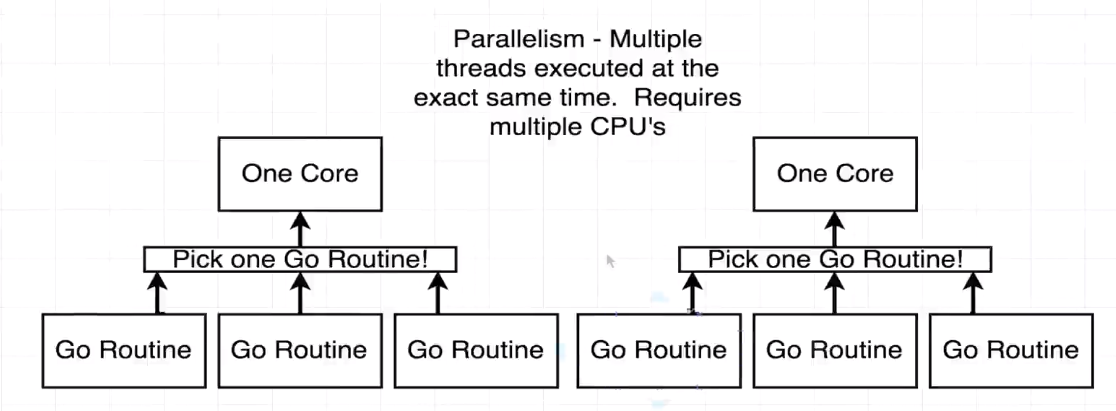 Parallelism - Multiple
threads executed at the
exact same time.  Requires
multiple CPU's
One Core
One Core
Pick one Go Routine!
Pick one Go Routine!
Go Routine
Go Routine
Go Routine
Go Routine
Go Routine
Go Routine